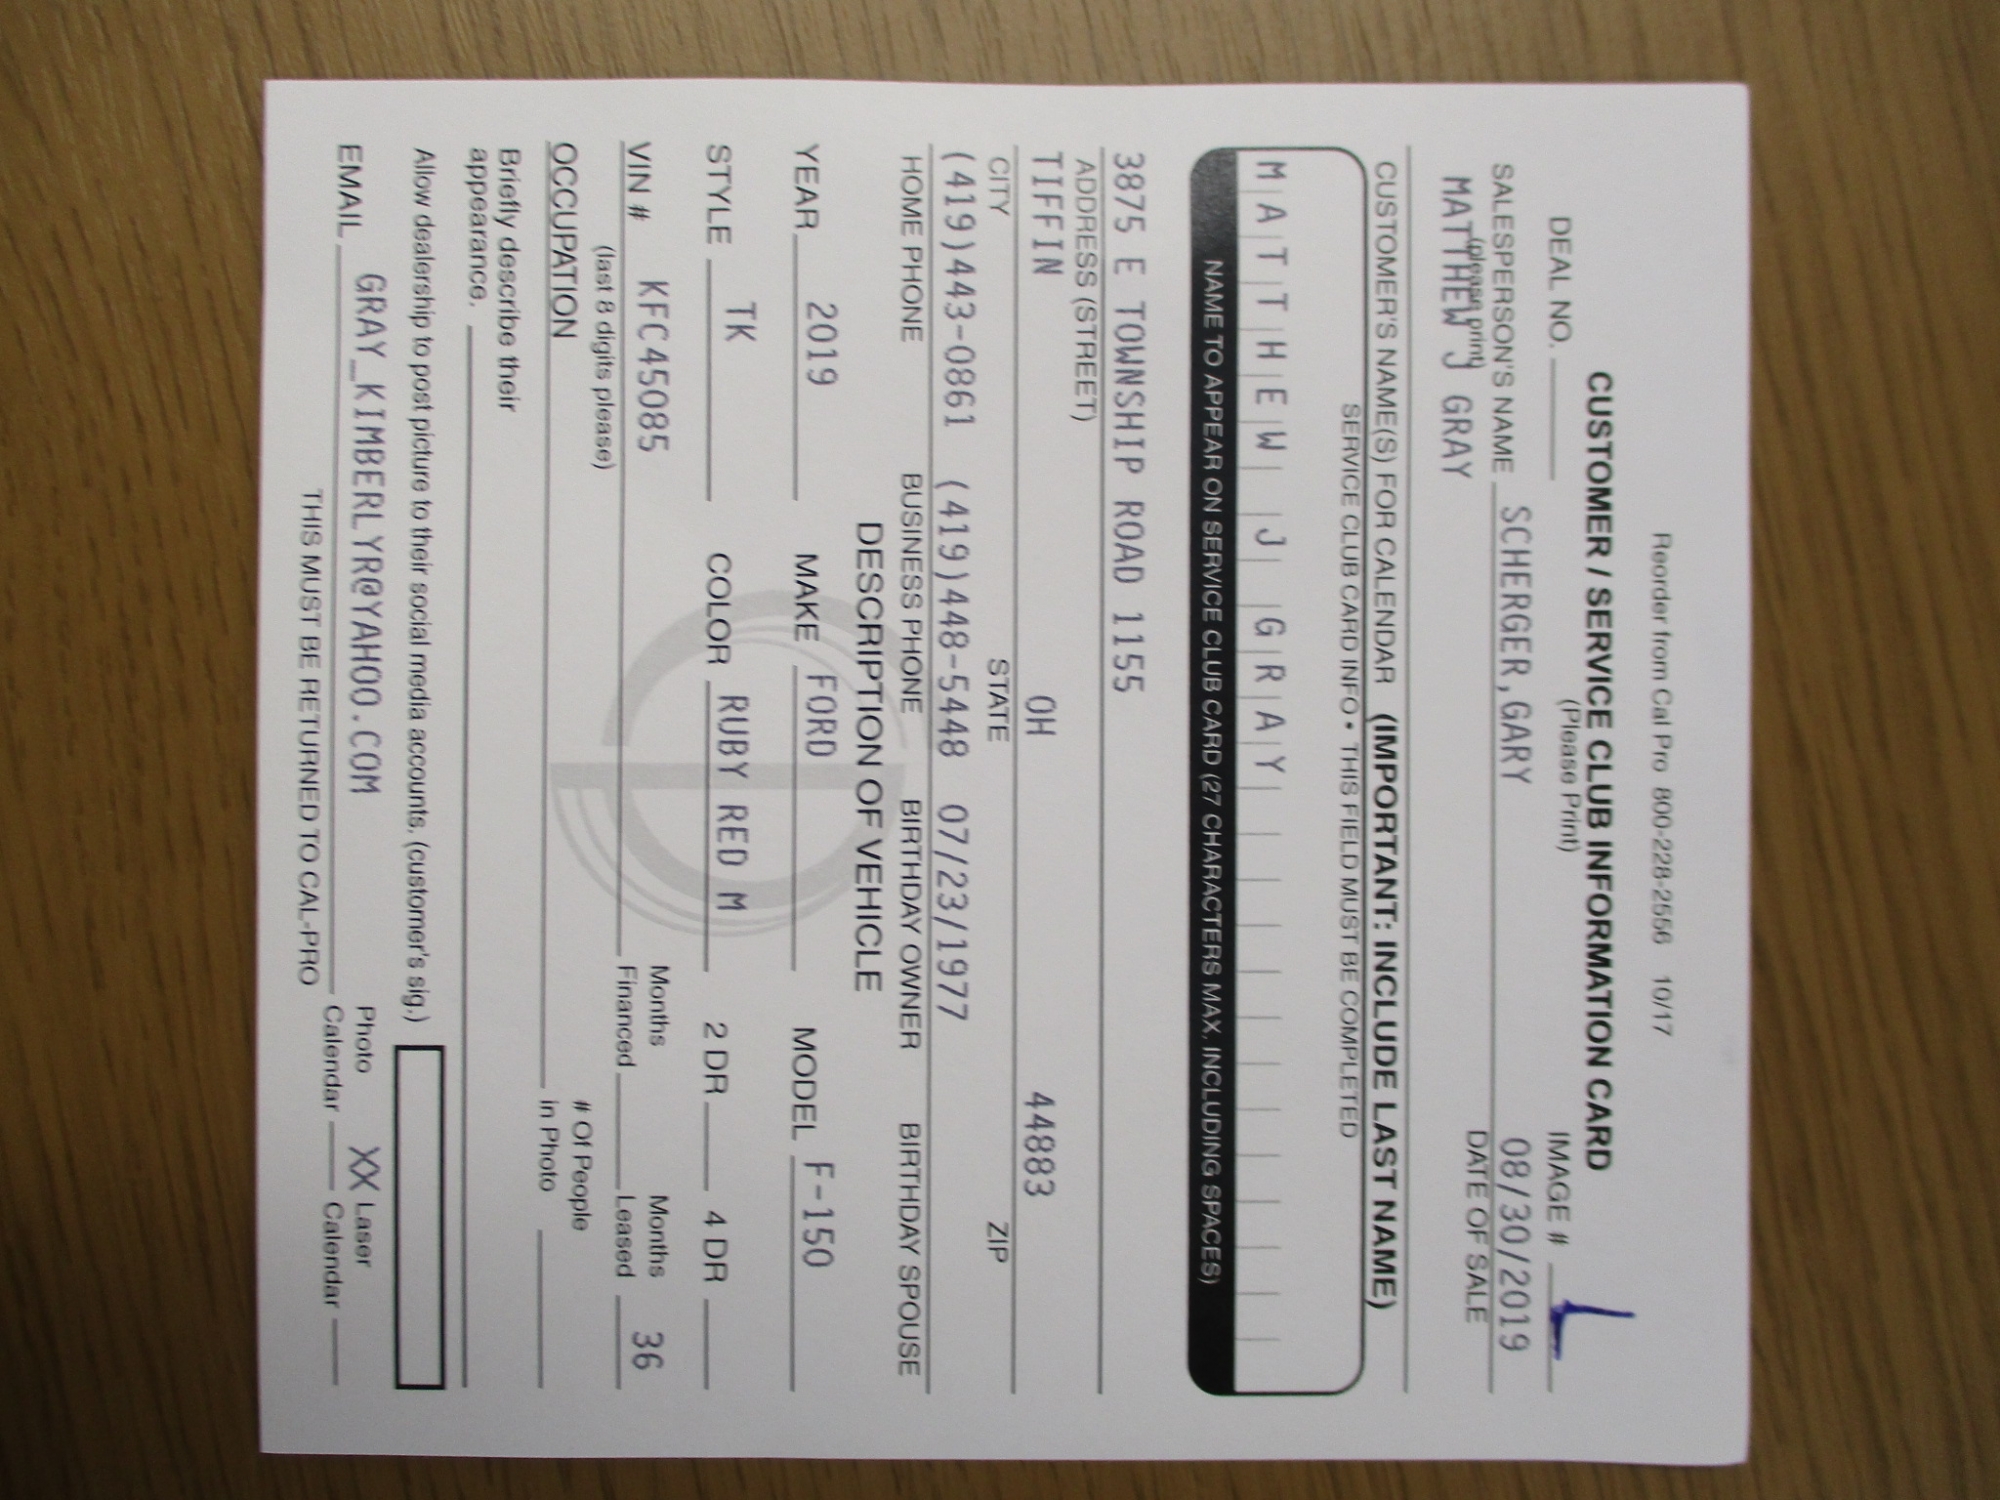 Reorder from Cal Pro 800-228-2556 10/17
CUSTOMER / SERVICE CLUB INFORMATION CARD
(Please Print)
DEAL NO. IMAGE #
SALESPERSON'S NAME SCHERGER,GARY 08/30/2019
(please print) DATE OF SALE
MATTHEW J GRAY
CUSTOMER'S NAME(S) FOR CALENDAR (IMPORTANT: INCLUDE LAST NAME)
SERVICE CLUB CARD INFO • THIS FIELD MUST BE COMPLETED
MATTHEW J GRAY
NAME TO APPEAR ON SERVICE CLUB CARD (27 CHARACTERS MAX, INCLUDING SPACES)
3875 E TOWNSHIP ROAD 1155
ADDRESS (STREET)
TIFFIN OH 44883
CITY STATE ZIP
(419)443-0861 (419)448-5448 07/23/1977
HOME PHONE BUSINESS PHONE BIRTHDAY OWNER BIRTHDAY SPOUSE
DESCRIPTION OF VEHICLE
YEAR 2019 MAKE FORD MODEL F-150
STYLE TK COLOR RUBY RED M 2 DR 4 DR
VIN # KFC45085 Months Financed Months Leased 36
(last 8 digits please)
OCCUPATION # Of People in Photo
Briefly describe their
appearance.
Allow dealership to post picture to their social media accounts. (customer's sig.)
EMAIL GRAY_KIMBERLYR@YAHOO.COM Photo Calendar XX Laser Calendar
THIS MUST BE RETURNED TO CAL-PRO